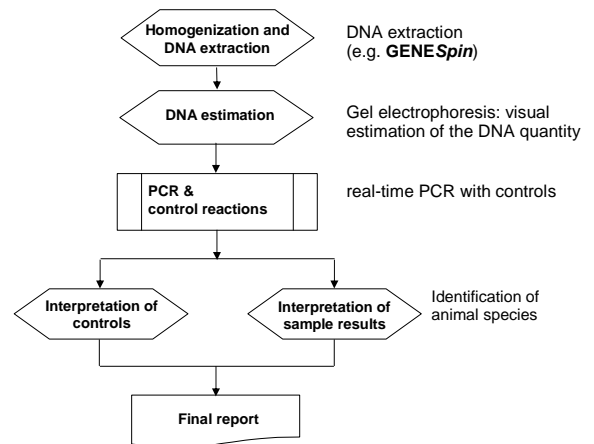 Homogenization and
DNA extraction
DNA extraction
(e.g. GENESpin)
DNA estimation
Gel electrophoresis: visual
estimation of the DNA quantity
PCR &
control reactions
real-time PCR with controls
Interpretation of
controls
Interpretation of
sample results
Identification of
animal species
Final report